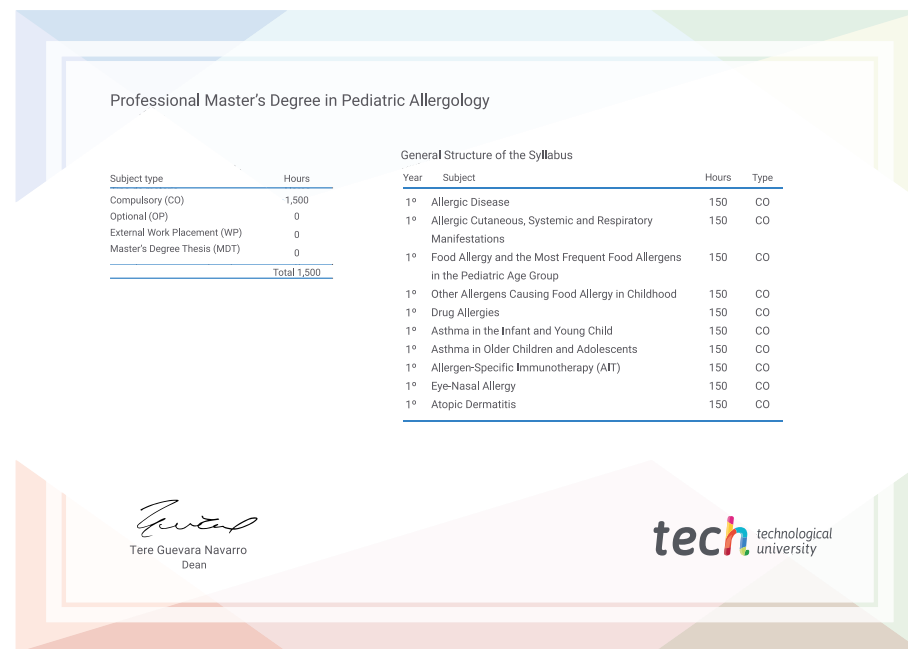 Professional Master's Degree in Pediatric Allergology
Subject type Hours
Compulsory (CO) 1,500
Optional (OP) 0
External Work Placement (WP) 0
Master's Degree Thesis (MDT) 0
Total 1,500
General Structure of the Syllabus
Year Subject Hours Type
1º Allergic Disease 150 CO
1º Allergic Cutaneous, Systemic and Respiratory 150 CO
Manifestations
1º Food Allergy and the Most Frequent Food Allergens 150 CO
in the Pediatric Age Group
1º Other Allergens Causing Food Allergy in Childhood 150 CO
1º Drug Allergies 150 CO
1º Asthma in the Infant and Young Child 150 CO
1º Asthma in Older Children and Adolescents 150 CO
1º Allergen-Specific Immunotherapy (AIT) 150 CO
1º Eye-Nasal Allergy 150 CO
1º Atopic Dermatitis 150 CO
Tere Guevara Navarro
Dean
tech technological
university